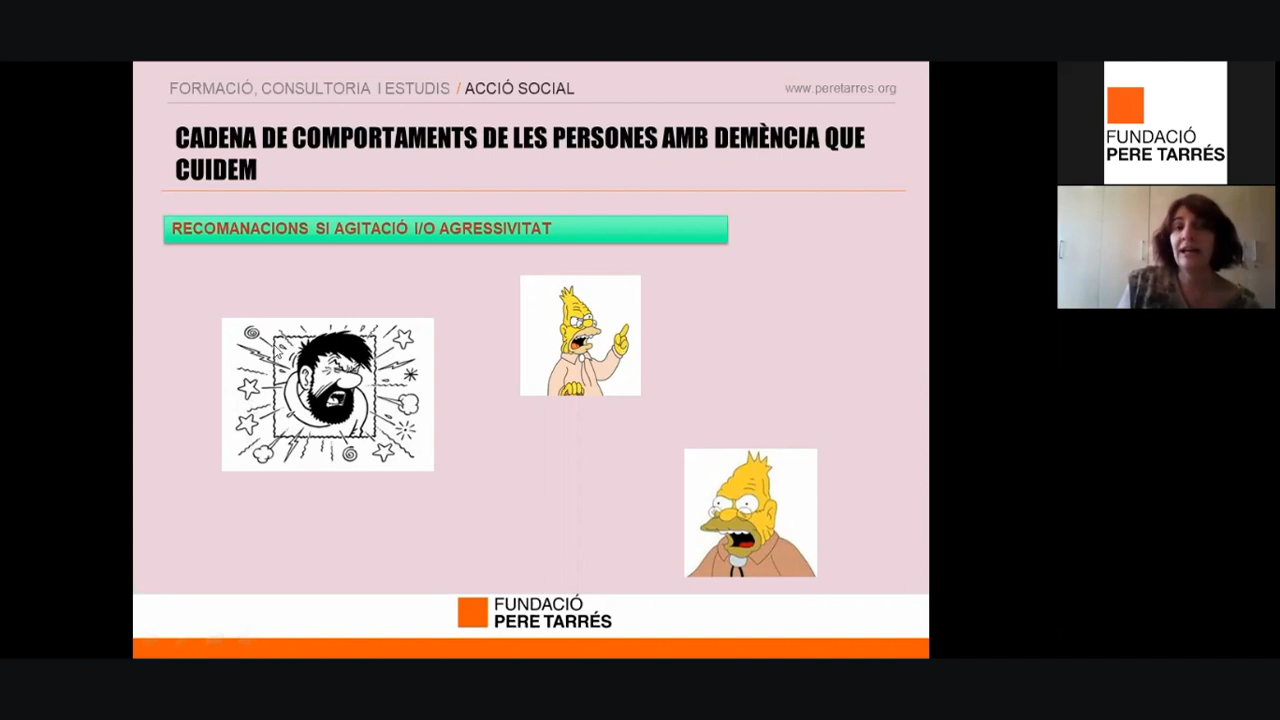 FORMACIÓ, CONSULTORIA I ESTUDIS / ACCIÓ SOCIAL
www.peretarres.org
CADENA DE COMPORTAMENTS DE LES PERSONES AMB DEMÈNCIA QUE
CUIDEM
RECOMANACIONS SI AGITACIÓ I/O AGRESSIVITAT
FUNDACIÓ
PERE TARRÉS
FUNDACIÓ
PERE TARRÉS